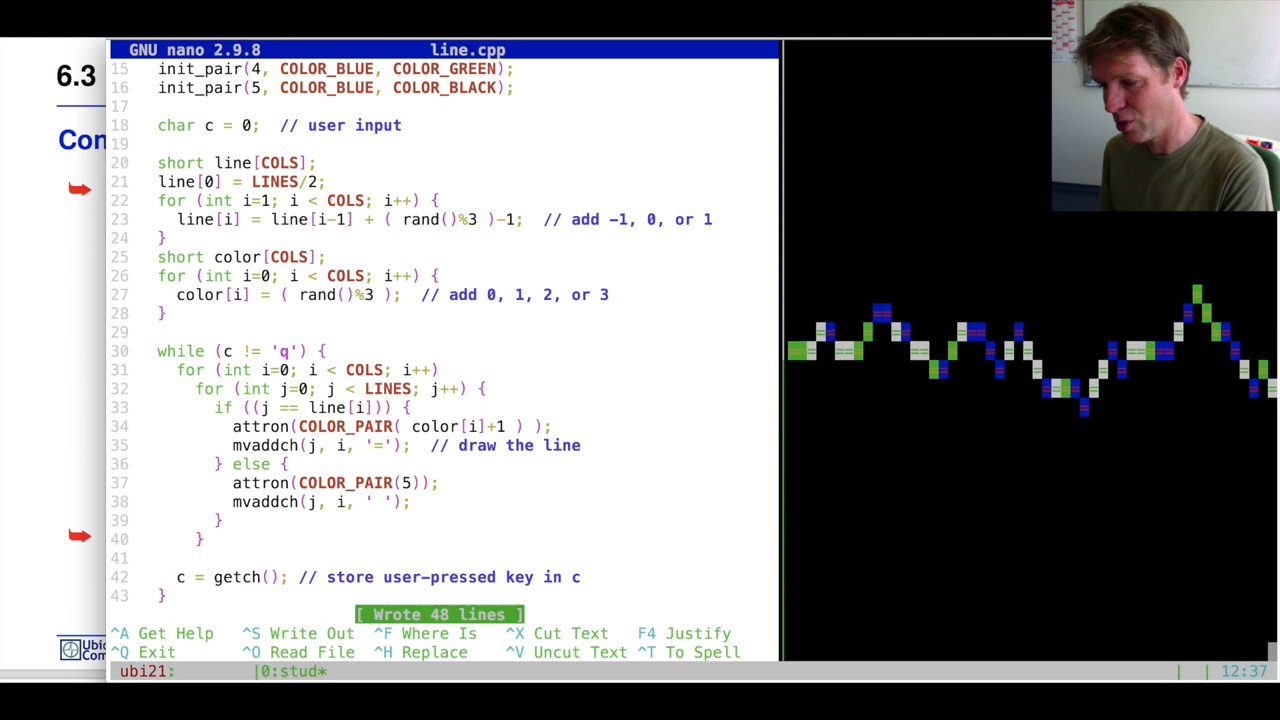 6.3
Con
GNU nano 2.9.8 line.cpp
15 init_pair(4, COLOR_BLUE, COLOR_GREEN);
16 init_pair(5, COLOR_BLUE, COLOR_BLACK);
17
18 char c = 0; // user input
19
20 short line[COLS];
21 line[0] = LINES/2;
22 for (int i=1; i < COLS; i++) {
23 line[i] = line[i-1] + ( rand()%3 )-1; // add -1, 0, or 1
24 }
25 short color[COLS];
26 for (int i=0; i < COLS; i++) {
27 color[i] = ( rand()%3 ); // add 0, 1, 2, or 3
28 }
29
30 while (c != 'q') {
31 for (int i=0; i < COLS; i++)
32 for (int j=0; j < LINES; j++) {
33 if ((j == line[i])) {
34 attron(COLOR_PAIR( color[i]+1 ) );
35 mvaddch(j, i, '='); // draw the line
36 } else {
37 attron(COLOR_PAIR(5));
38 mvaddch(j, i, ' ');
39 }
40 }
41
42 c = getch(); // store user-pressed key in c
43 }
[ Wrote 48 lines ]
^A Get Help ^S Write Out ^F Where Is ^X Cut Text F4 Justify
^Q Exit ^O Read File ^H Replace ^V Uncut Text ^T To Spell
ubi21: |0:stud* | | 12:37